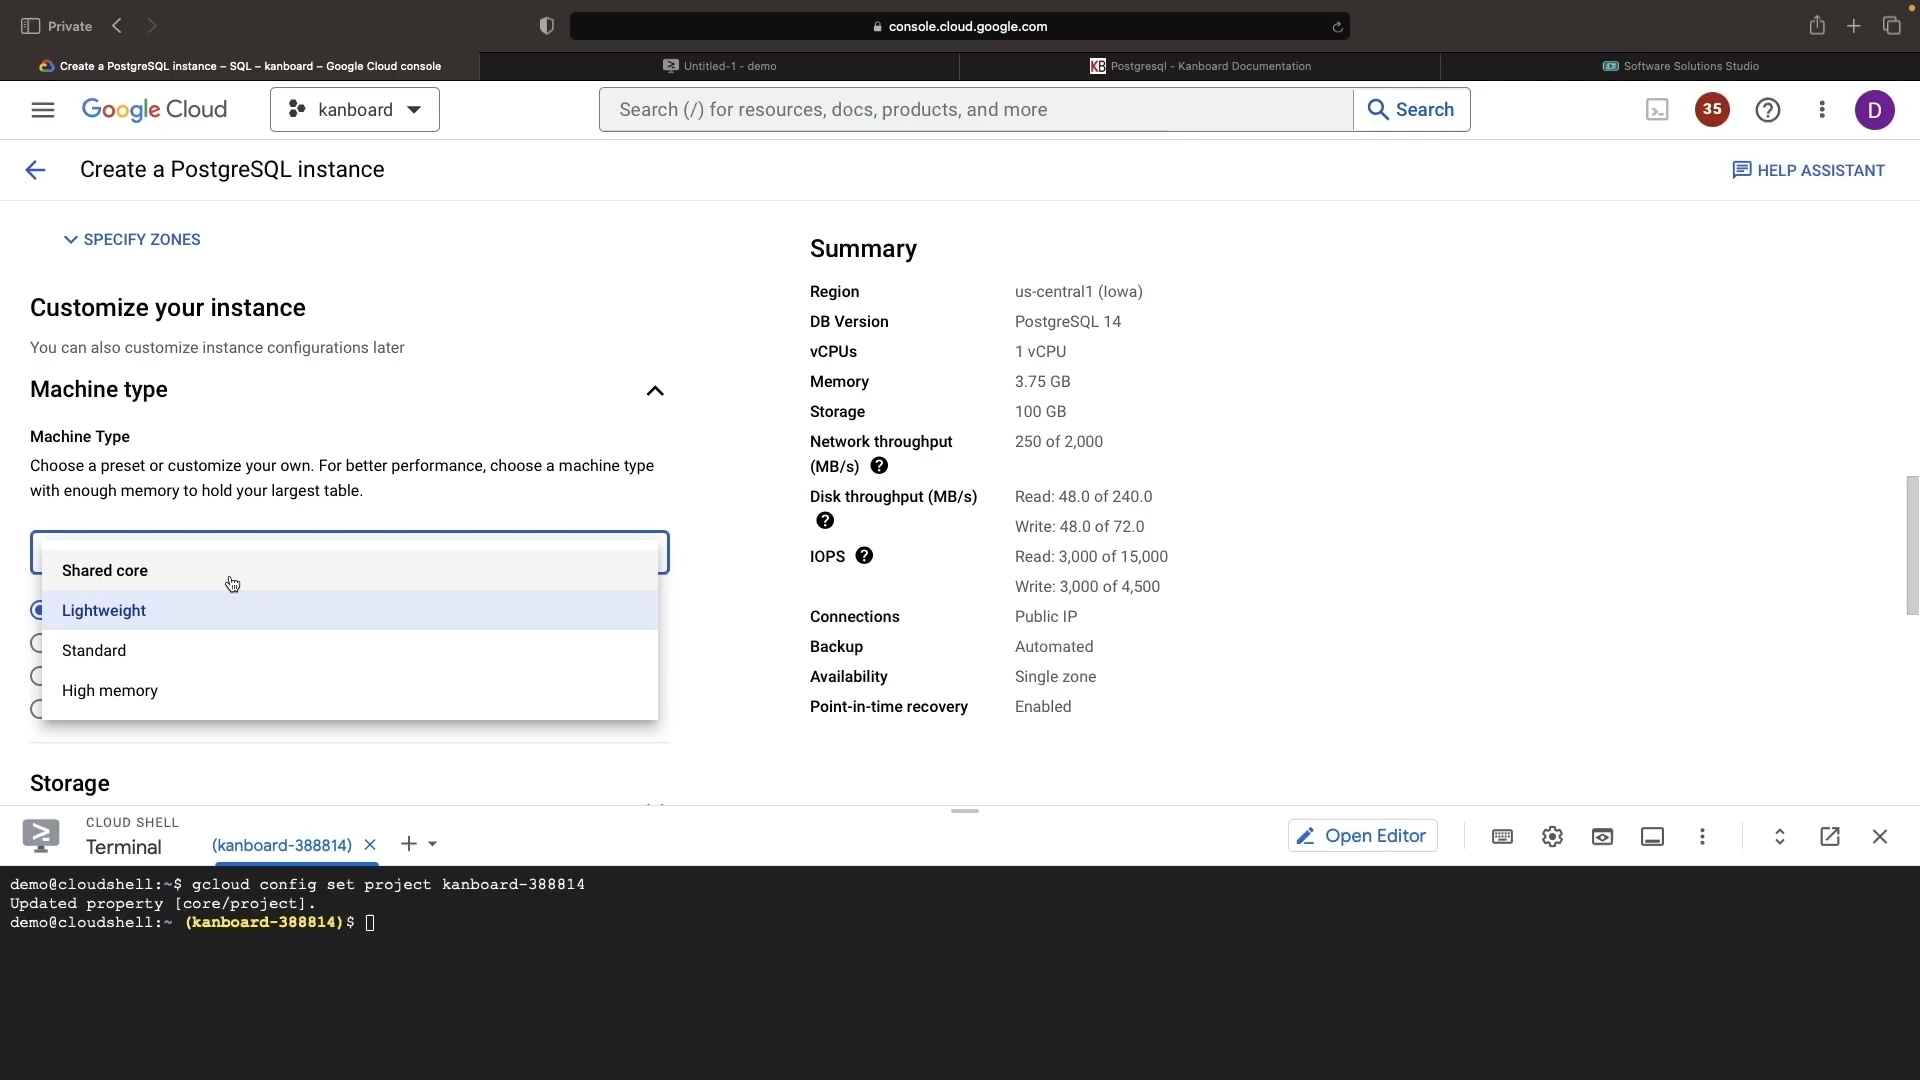 Private
console.cloud.google.com
Create a PostgreSQL instance – SQL – kanboard – Google Cloud console
Untitled-1 - demo
KB Postgresql - Kanboard Documentation
Software Solutions Studio
Google Cloud
kanboard
Search (/) for resources, docs, products, and more
Search
35
D
Create a PostgreSQL instance
HELP ASSISTANT
SPECIFY ZONES
Customize your instance
You can also customize instance configurations later
Machine type
Machine Type
Choose a preset or customize your own. For better performance, choose a machine type
with enough memory to hold your largest table.
Shared core
Lightweight
Standard
High memory
Storage
Summary
Region us-central1 (Iowa)
DB Version PostgreSQL 14
vCPUs 1 vCPU
Memory 3.75 GB
Storage 100 GB
Network throughput 250 of 2,000
(MB/s)
Disk throughput (MB/s) Read: 48.0 of 240.0
Write: 48.0 of 72.0
IOPS Read: 3,000 of 15,000
Write: 3,000 of 4,500
Connections Public IP
Backup Automated
Availability Single zone
Point-in-time recovery Enabled
CLOUD SHELL
Terminal
(kanboard-388814)
Open Editor
demo@cloudshell:~$ gcloud config set project kanboard-388814
Updated property [core/project].
demo@cloudshell:~ (kanboard-388814)$